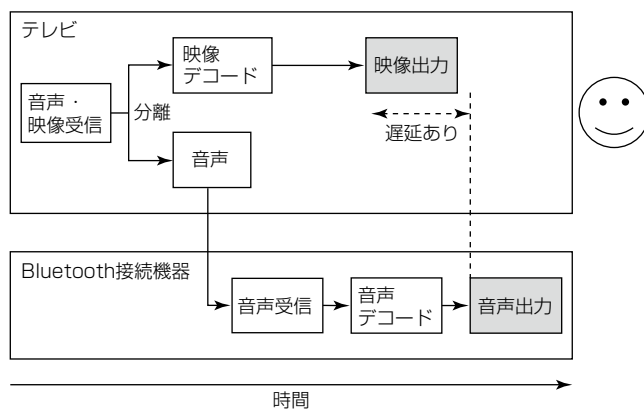 テレビ
音声・
映像受信
分離
映像
デコード
映像出力
遅延あり
音声
Bluetooth接続機器
音声受信
音声
デコード
音声出力
時間